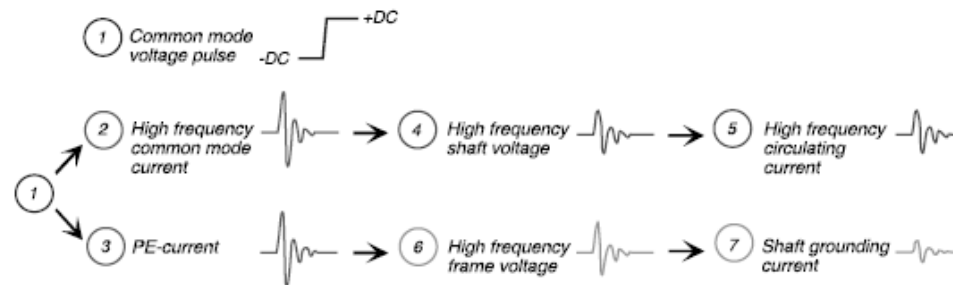 1 Common mode
voltage pulse
-DC
+DC
2 High frequency
common mode
current
4 High frequency
shaft voltage
5 High frequency
circulating
current
1
3 PE-current
6 High frequency
frame voltage
7 Shaft grounding
current